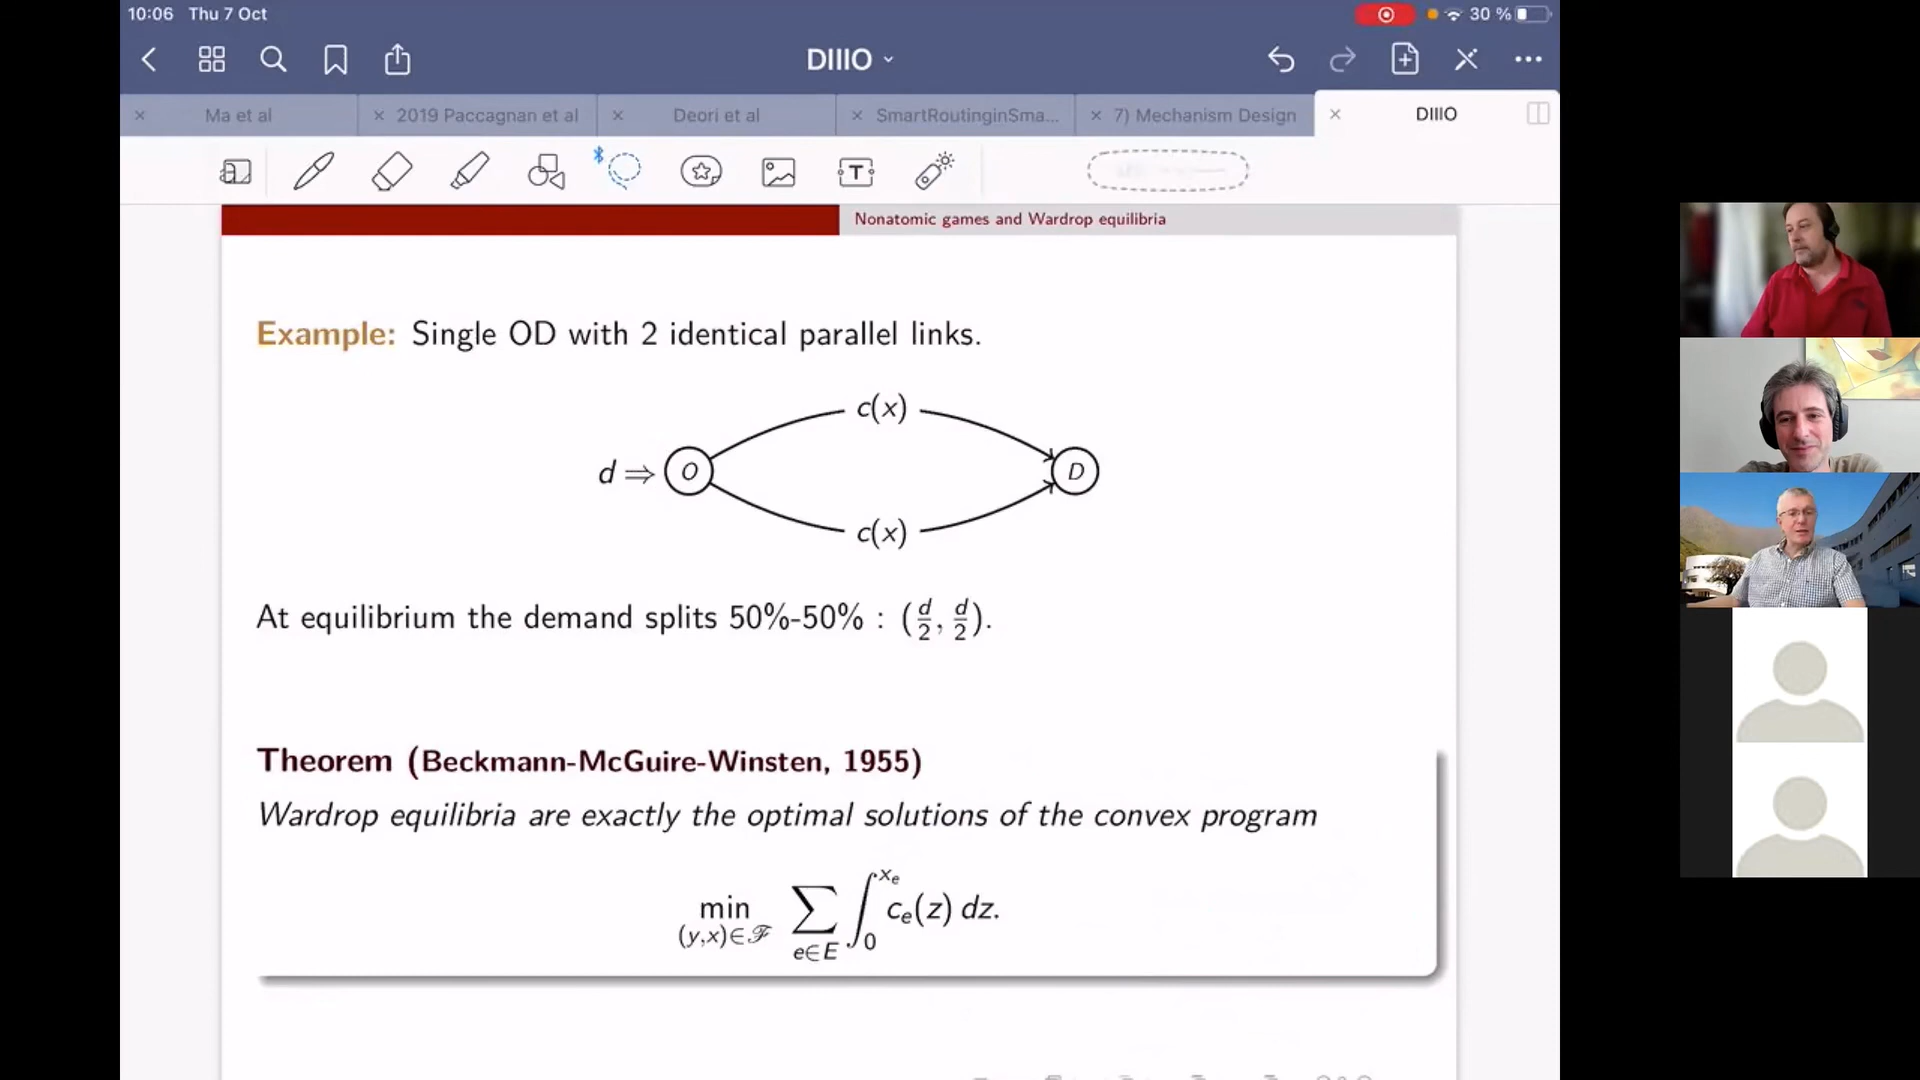 10:06 Thu 7 Oct
30 %
DIIIO
Ma et al
2019 Paccagnan et al
Deori et al
SmartRoutinginSma...
7) Mechanism Design
DIIIO
Nonatomic games and Wardrop equilibria
Example: Single OD with 2 identical parallel links.
c(x)
d ⇒ O D
c(x)
At equilibrium the demand splits 50%-50% : (d/2, d/2).
Theorem (Beckmann-McGuire-Winsten, 1955)
Wardrop equilibria are exactly the optimal solutions of the convex program
min_{(y,x)∈ℱ} ∑_{e∈E} ∫_0^{x_e} c_e(z) dz.